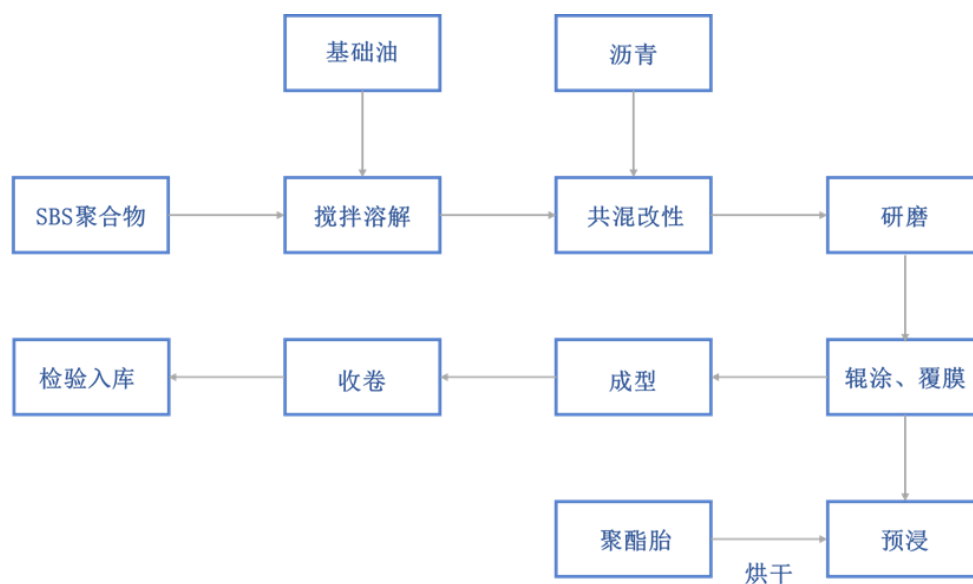 基础油
沥青
SBS聚合物
搅拌溶解
共混改性
研磨
检验入库
收卷
成型
辊涂、覆膜
聚酯胎
烘干
预浸